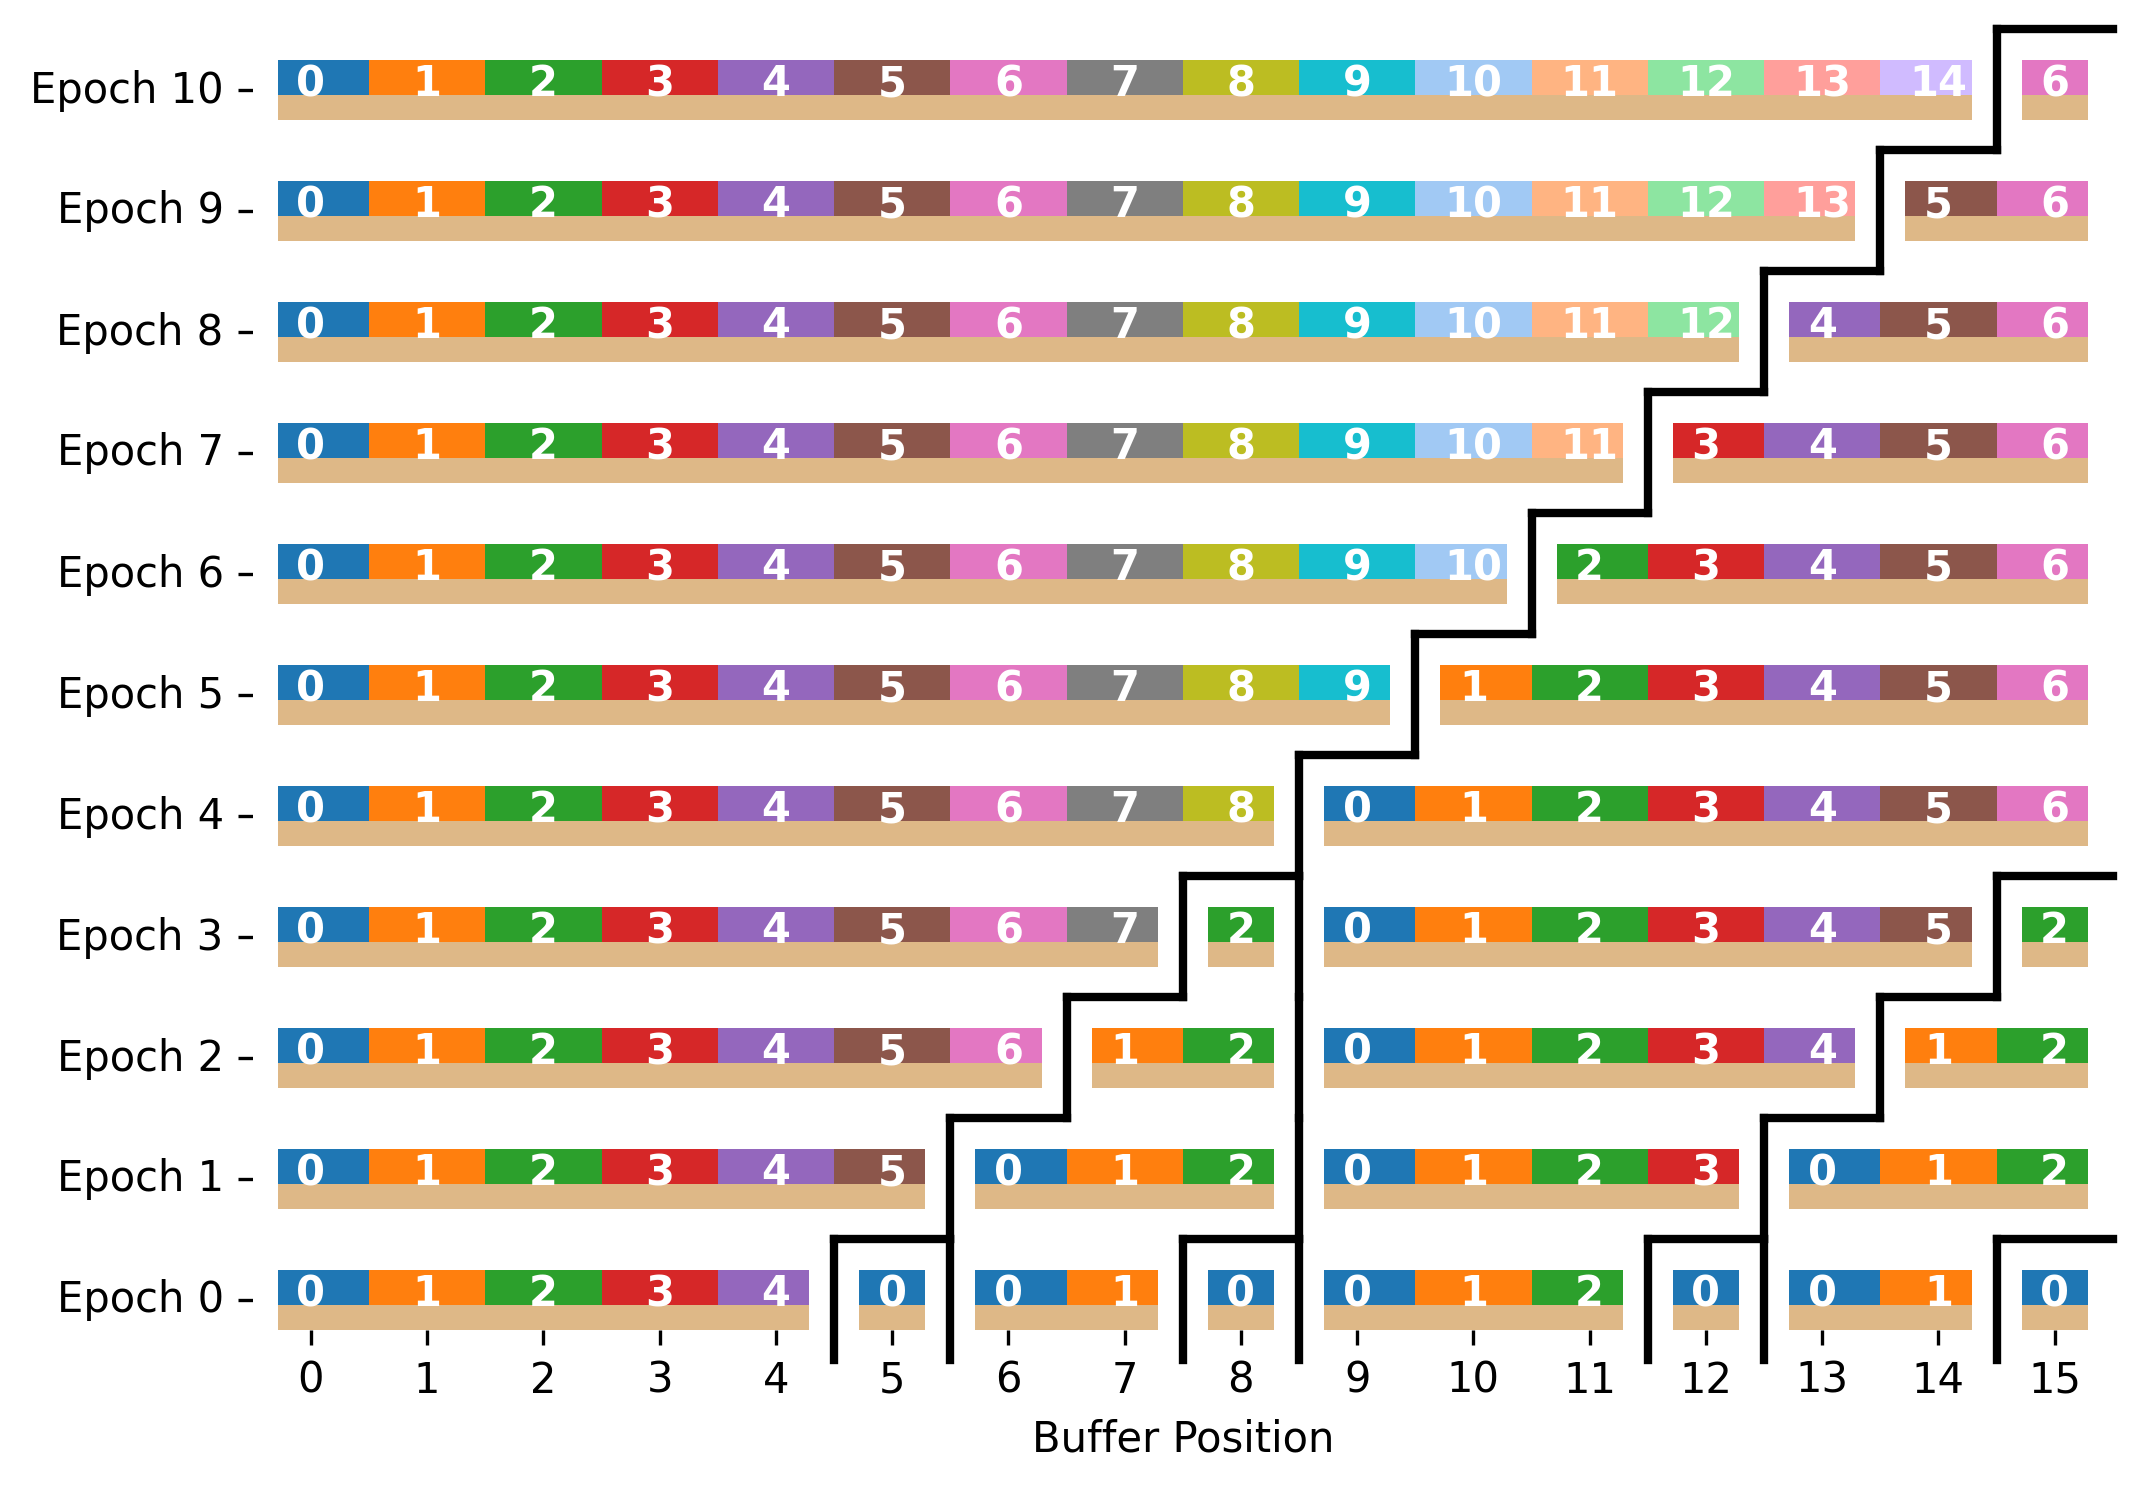 Epoch 10 0 1 2 3 4 5 6 7 8 9 10 11 12 13 14 6
Epoch 9 0 1 2 3 4 5 6 7 8 9 10 11 12 13 5 6
Epoch 8 0 1 2 3 4 5 6 7 8 9 10 11 12 4 5 6
Epoch 7 0 1 2 3 4 5 6 7 8 9 10 11 3 4 5 6
Epoch 6 0 1 2 3 4 5 6 7 8 9 10 2 3 4 5 6
Epoch 5 0 1 2 3 4 5 6 7 8 9 1 2 3 4 5 6
Epoch 4 0 1 2 3 4 5 6 7 8 0 1 2 3 4 5 6
Epoch 3 0 1 2 3 4 5 6 7 2 0 1 2 3 4 5 2
Epoch 2 0 1 2 3 4 5 6 1 2 0 1 2 3 4 1 2
Epoch 1 0 1 2 3 4 5 0 1 2 0 1 2 3 0 1 2
Epoch 0 0 1 2 3 4 0 0 1 0 0 1 2 0 0 1 0
0 1 2 3 4 5 6 7 8 9 10 11 12 13 14 15
Buffer Position